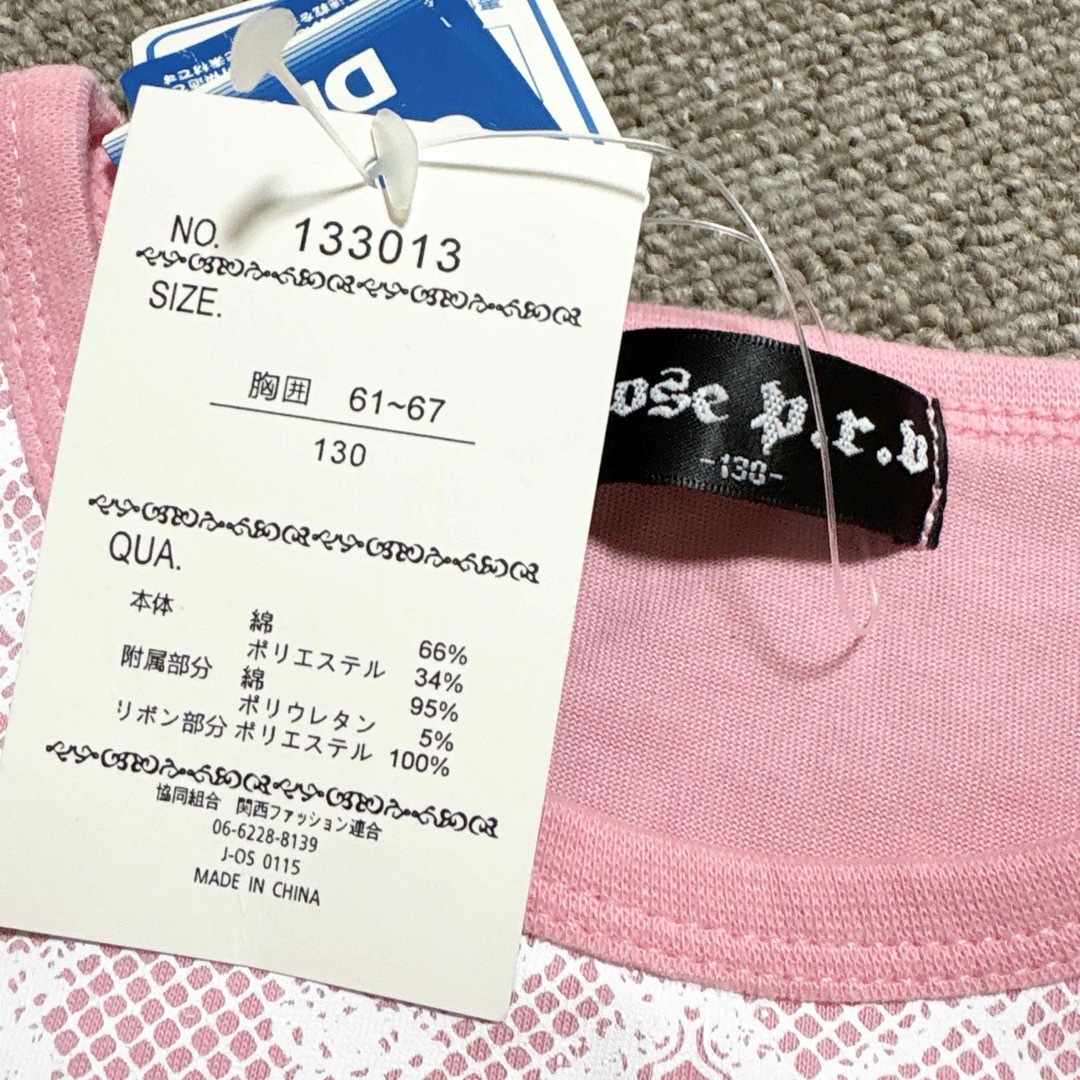 NO. 133013
SIZE.
胸囲 61~67
130
QUA.
本体 綿 66%
ポリエステル 34%
附属部分 綿 95%
ポリウレタン 5%
リボン部分 ポリエステル 100%
協同組合 関西ファッション連合
06-6228-8139
J-OS 0115
MADE IN CHINA
ose p.r.b
-130-